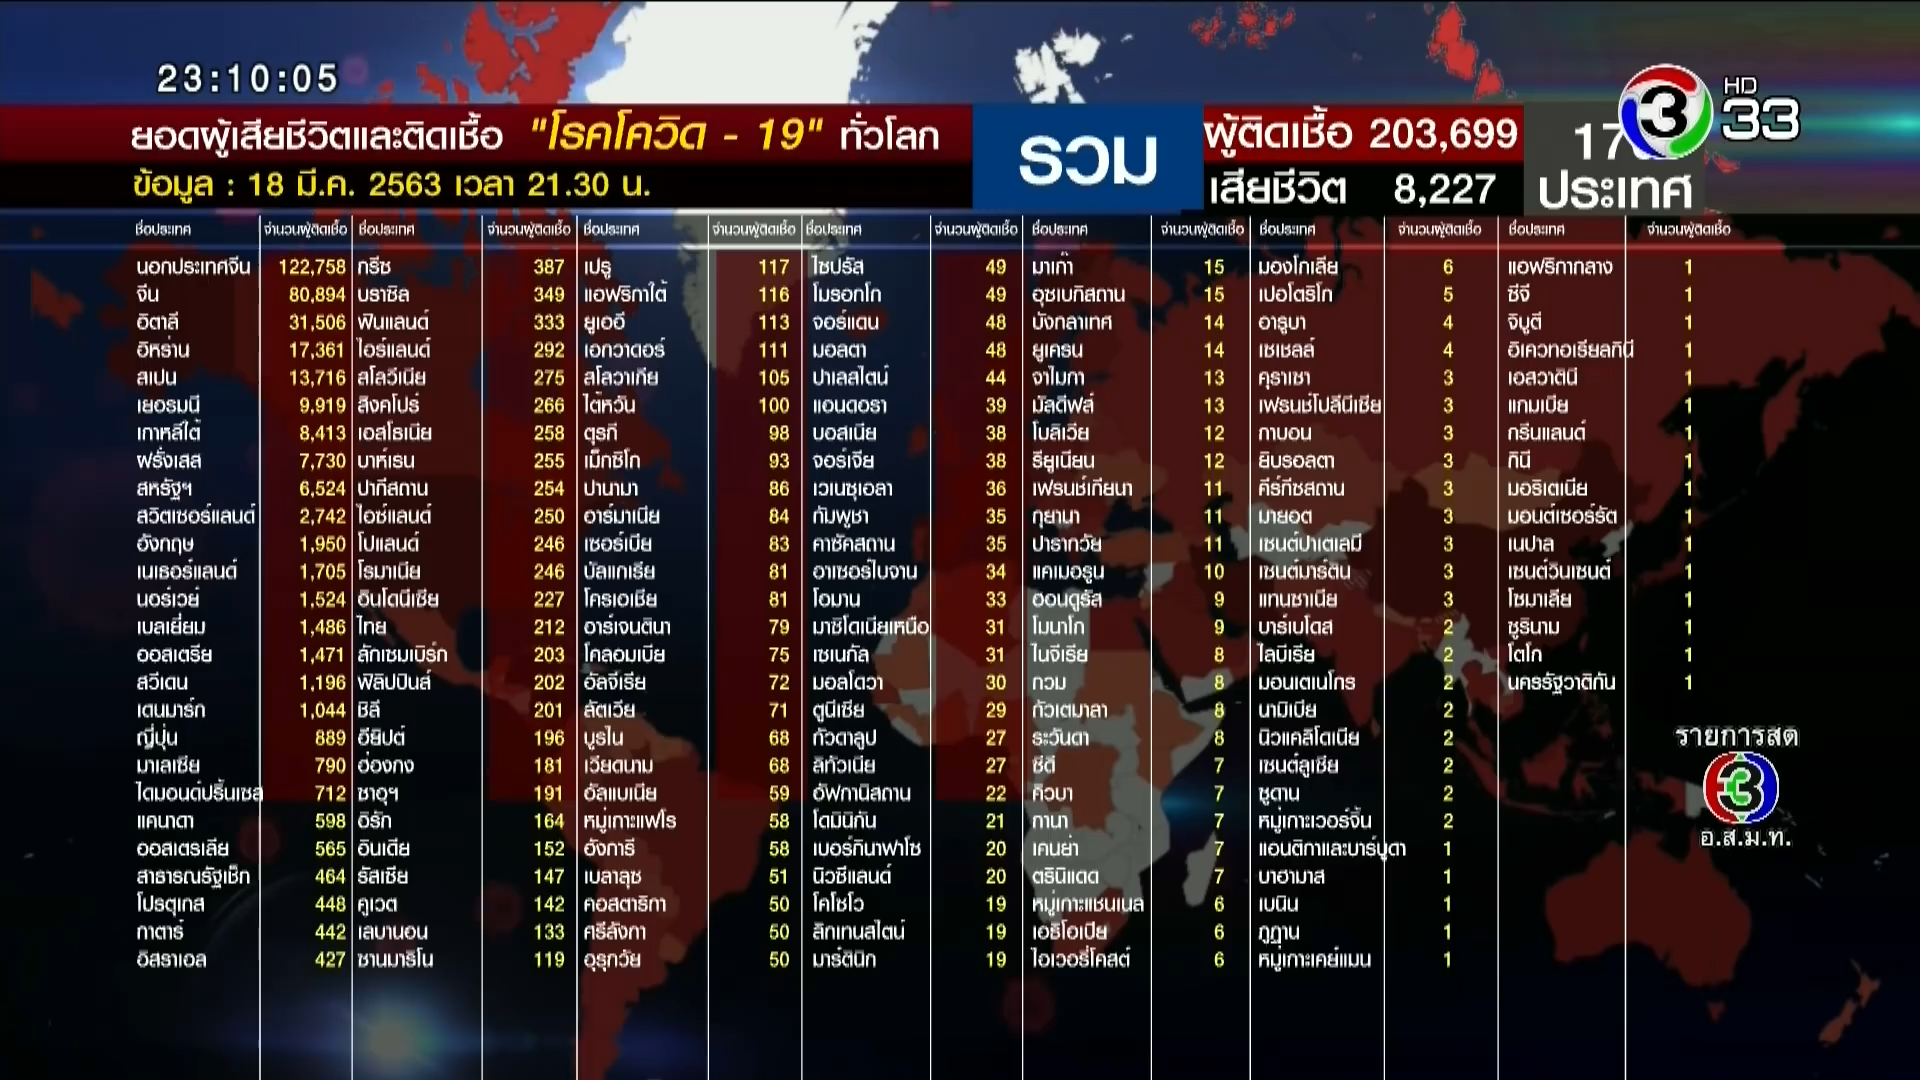 23:10:05
HD
3 33
ยอดผู้เสียชีวิตและติดเชื้อ "โรคโควิด - 19" ทั่วโลก
รวม
ผู้ติดเชื้อ 203,699
ข้อมูล : 18 มี.ค. 2563 เวลา 21.30 น.
เสียชีวิต 8,227
ประเทศ
ชื่อประเทศ จำนวนผู้ติดเชื้อ ชื่อประเทศ จำนวนผู้ติดเชื้อ ชื่อประเทศ จำนวนผู้ติดเชื้อ ชื่อประเทศ จำนวนผู้ติดเชื้อ ชื่อประเทศ จำนวนผู้ติดเชื้อ ชื่อประเทศ จำนวนผู้ติดเชื้อ ชื่อประเทศ จำนวนผู้ติดเชื้อ
นอกประเทศจีน 122,758 กรีซ 387 เปรู 117 ไซปรัส 49 มาเก๊า 15 มองโกเลีย 6 แอฟริกากลาง 1
จีน 80,894 บราซิล 349 แอฟริกาใต้ 116 โมรอกโก 49 อุซเบกิสถาน 15 เปอโตริโก 5 ซีจี 1
อิตาลี 31,506 ฟินแลนด์ 333 ยูเออี 113 จอร์แดน 48 บังกลาเทศ 14 อารูบา 4 จิบูตี 1
อิหร่าน 17,361 ไอร์แลนด์ 292 เอกวาดอร์ 111 มอลตา 48 ยูเครน 14 เซเชลล์ 4 อิเควทอเรียลกินี 1
สเปน 13,716 สโลวีเนีย 275 สโลวาเกีย 105 ปาเลสไตน์ 44 จาไมกา 13 คุราเซา 3 เอสวาตินี 1
เยอรมนี 9,919 สิงคโปร์ 266 ไต้หวัน 100 แอนดอรา 39 มัลดีฟส์ 13 เฟรนช์โปลินีเซีย 3 แกมเบีย 1
เกาหลีใต้ 8,413 เอสโธเนีย 258 ตุรกี 98 บอสเนีย 38 โบลิเวีย 12 กาบอน 3 กรีนแลนด์ 1
ฝรั่งเศส 7,730 บาห์เรน 255 เม็กซิโก 93 จอร์เจีย 38 รียูเนียน 12 ยิบรอลตา 3 กินี 1
สหรัฐฯ 6,524 ปากีสถาน 254 ปานามา 86 เวเนซุเอลา 36 เฟรนช์เกียนา 11 คีร์กีซสถาน 3 มอริเตเนีย 1
สวิตเซอร์แลนด์ 2,742 ไอซ์แลนด์ 250 อาร์มาเนีย 84 กัมพูชา 35 กุยานา 11 มายอต 3 มอนต์เซอร์รัต 1
อังกฤษ 1,950 โปแลนด์ 246 เซอร์เบีย 83 คาซัคสถาน 35 ปารากวัย 11 เซนต์บาเตเลมี 3 เนปาล 1
เนเธอร์แลนด์ 1,705 โรมาเนีย 246 บัลแกเรีย 81 อาเซอร์ไบจาน 34 แคเมอรูน 10 เซนต์มาร์ติน 3 เซนต์วินเซนต์ 1
นอร์เวย์ 1,524 อินโดนีเซีย 227 โครเอเชีย 81 โอมาน 33 ฮอนดูรัส 9 แทนซาเนีย 3 โซมาเลีย 1
เบลเยี่ยม 1,486 ไทย 212 อาร์เจนตินา 79 มาซิโดเนียเหนือ 31 โมนาโก 9 บาร์เบโดส 2 ซูรินาม 1
ออสเตรีย 1,471 ลักเซมเบิร์ก 203 โคลอมเบีย 75 เซเนกัล 31 ไนจีเรีย 8 ไลบีเรีย 2 โตโก 1
สวีเดน 1,196 ฟิลิปปินส์ 202 อัลจีเรีย 72 มอลโดวา 30 กวม 8 มอนเตเนโกร 2 นครรัฐวาติกัน 1
เดนมาร์ก 1,044 ชิลี 201 ลัตเวีย 71 ตูนีเซีย 29 กัวเตมาลา 8 นามิเบีย 2
ญี่ปุ่น 889 อียิปต์ 196 บูรไน 68 กัวดาลูป 27 ระวันดา 8 นิวแคลิโดเนีย 2
มาเลเซีย 790 ฮ่องกง 181 เวียดนาม 68 ลิทัวเนีย 27 ซีดี 7 เซนต์ลูเซีย 2
ไดมอนด์ปริ้นเซส 712 ซาอุฯ 191 อัลแบเนีย 59 อัฟกานิสถาน 22 คิวบา 7 ซูดาน 2
แคนาดา 598 อิรัก 164 หมู่เกาะแฟโร 58 โดมินิกัน 21 กานา 7 หมู่เกาะเวอร์จิ้น 2
ออสเตรเลีย 565 อินเดีย 152 ฮังการี 58 เบอร์กินาฟาโซ 20 เคนย่า 7 แอนติกาและบาร์บูดา 1
สาธารณรัฐเช็ก 464 รัสเซีย 147 เบลาลุซ 51 นิวซีแลนด์ 20 ตรินิแดด 7 บาฮามาส 1
โปรตุเกส 448 คูเวต 142 คอสตาริกา 50 โคโซโว 19 หมู่เกาะแชนเนล 6 เบนิน 1
กาตาร์ 442 เลบานอน 133 ศรีลังกา 50 ลิกเทนสไตน์ 19 เอธิโอเปีย 6 ภูฏาน 1
อิสราเอล 427 ซานมาริโน 119 อุรุกวัย 50 มาร์ตินิก 19 ไอเวอรี่โคสต์ 6 หมู่เกาะเคย์แมน 1
รายการสด
3
อ.ส.ม.ท.